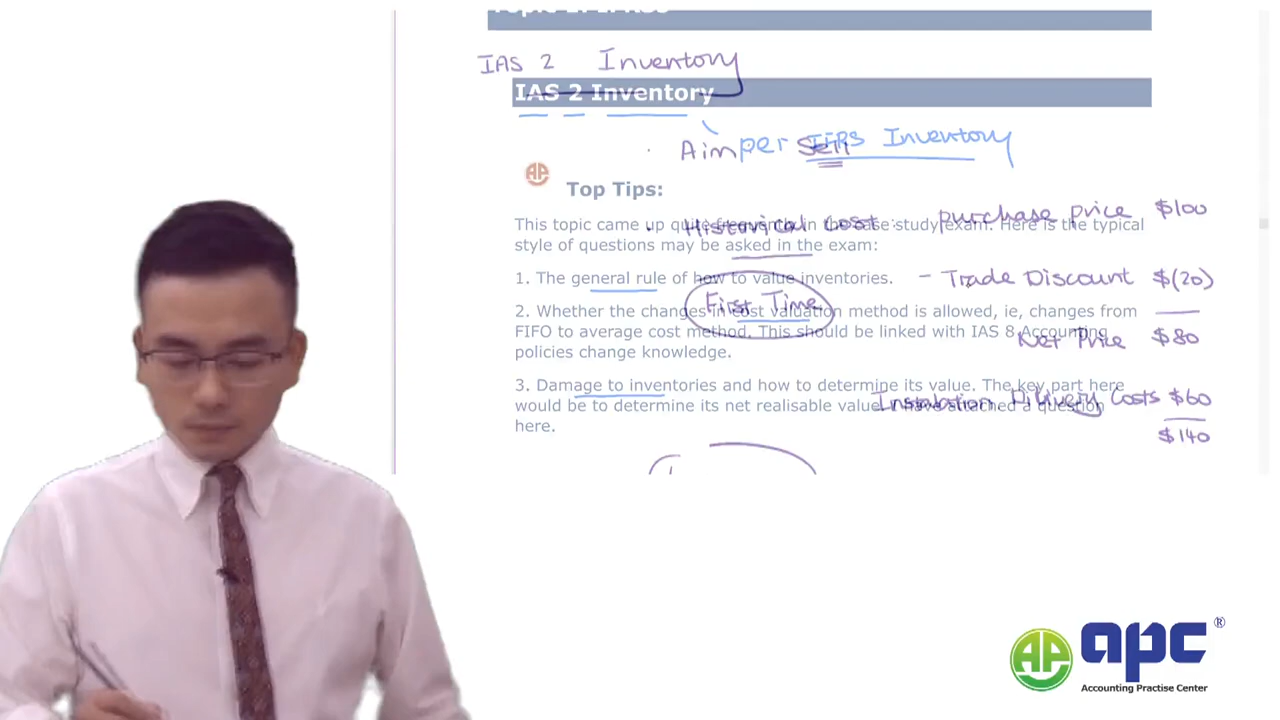 IAS 2 Inventory
IAS 2 Inventory
Aim per Sell IFRS Inventory
Top Tips:
This topic came up quite frequently in the case study exam. Here is the typical
style of questions may be asked in the exam:
Historical Cost: purchase price $100
1. The general rule of how to value inventories.
- Trade Discount $(20)
First Time
2. Whether the changes in cost valuation method is allowed, ie, changes from
FIFO to average cost method. This should be linked with IAS 8 Accounting
policies change knowledge.
Net Price $80
3. Damage to inventories and how to determine its value. The key part here
would be to determine its net realisable value. I have attached a question
here.
Installation Delivery Costs $60
$140
AP
apc®
Accounting Practise Center